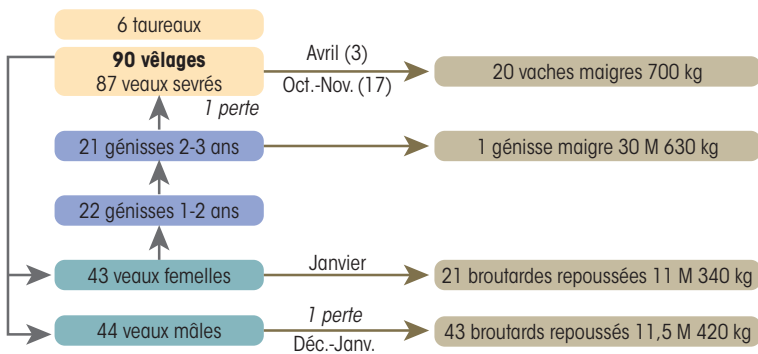 6 taureaux
90 vêlages
87 veaux sevrés
Avril (3)
Oct.-Nov. (17)
20 vaches maigres 700 kg
1 perte
21 génisses 2-3 ans
1 génisse maigre 30 M 630 kg
22 génisses 1-2 ans
43 veaux femelles
Janvier
21 broutardes repoussées 11 M 340 kg
44 veaux mâles
1 perte
Déc.-Janv.
43 broutards repoussés 11,5 M 420 kg